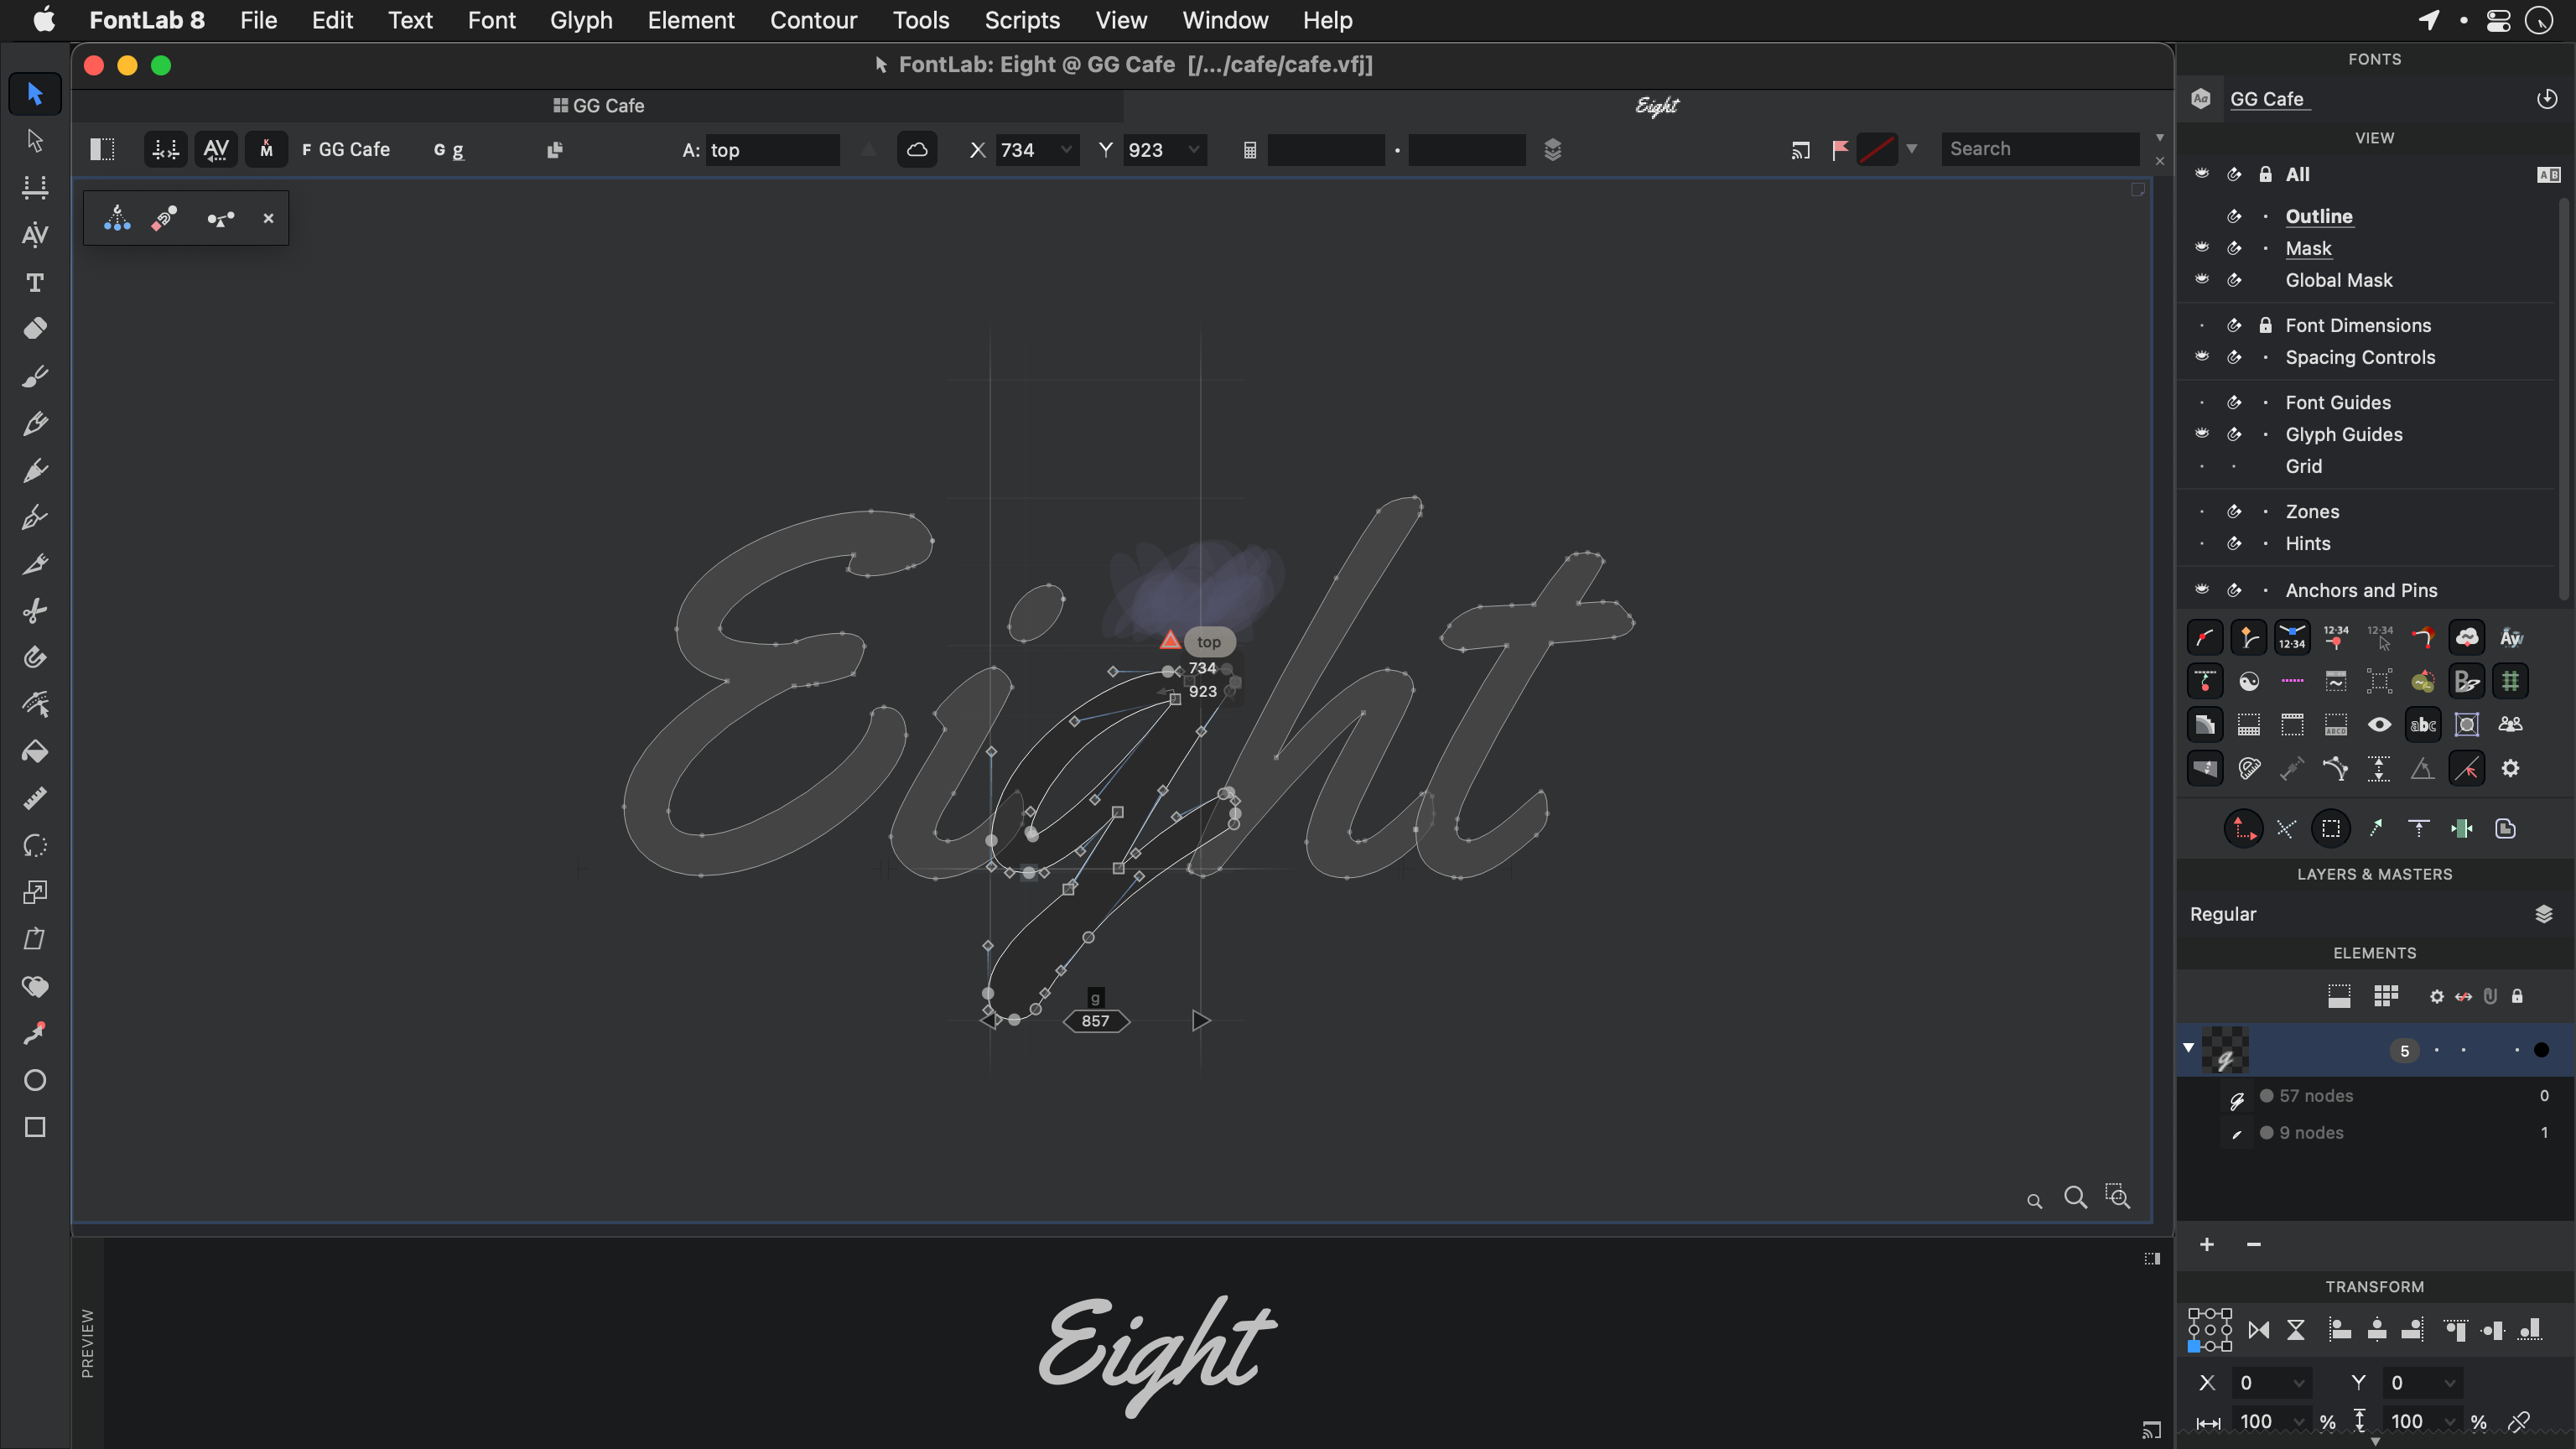 FontLab 8 File Edit Text Font Glyph Element Contour Tools Scripts View Window Help
FontLab: Eight @ GG Cafe [/.../cafe/cafe.vfj]
GG Cafe
Eight
F GG Cafe G g A: top X 734 Y 923 Search
Eight
top
734
923
g
857
PREVIEW
Eight
FONTS
GG Cafe
VIEW
All
Outline
Mask
Global Mask
Font Dimensions
Spacing Controls
Font Guides
Glyph Guides
Grid
Zones
Hints
Anchors and Pins
LAYERS & MASTERS
Regular
ELEMENTS
5
57 nodes 0
9 nodes 1
TRANSFORM
X 0 Y 0
100 % 100 %